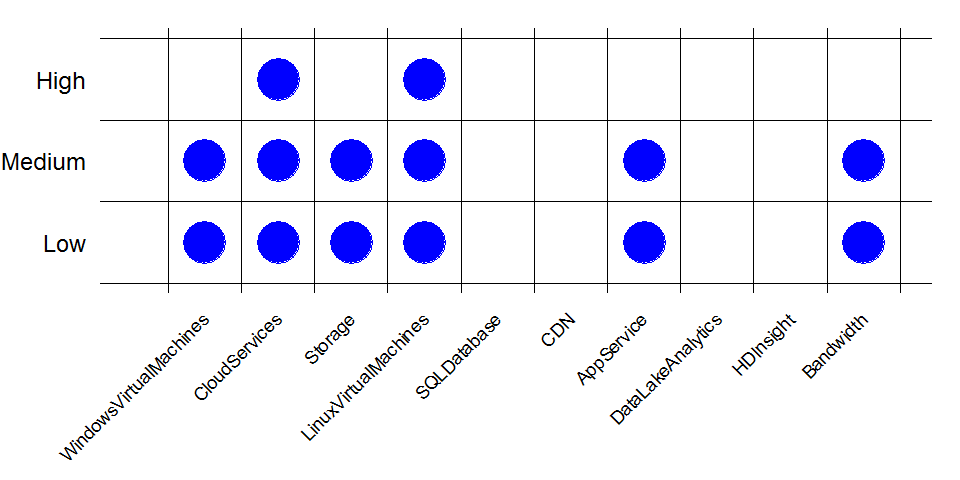 High
Medium
Low
WindowsVirtualMachines
CloudServices
Storage
LinuxVirtualMachines
SQLDatabase
CDN
AppService
DataLakeAnalytics
HDInsight
Bandwidth